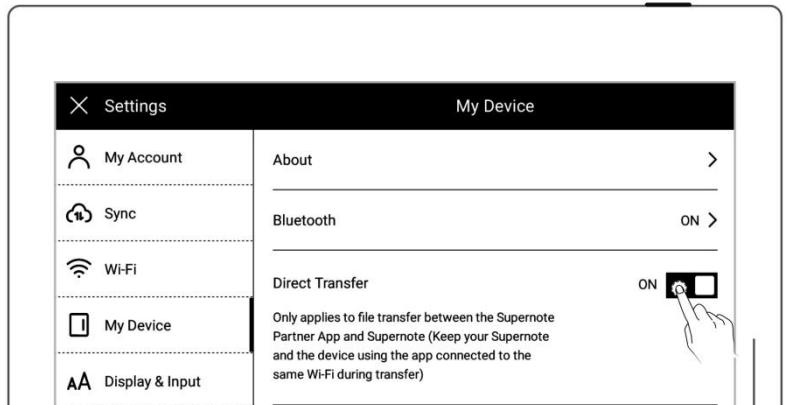 Settings
My Device
My Account
Sync
Wi-Fi
My Device
Display & Input
About
Bluetooth ON
Direct Transfer ON
Only applies to file transfer between the Supernote
Partner App and Supernote (Keep your Supernote
and the device using the app connected to the
same Wi-Fi during transfer)